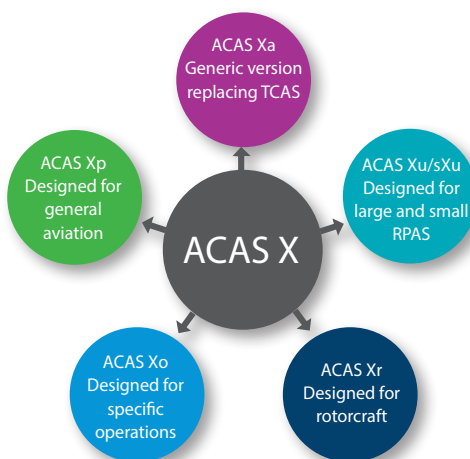 ACAS Xa
Generic version
replacing TCAS
ACAS Xp
Designed for
general
aviation
ACAS Xu/sXu
Designed for
large and small
RPAS
ACAS X
ACAS Xo
Designed for
specific
operations
ACAS Xr
Designed for
rotorcraft